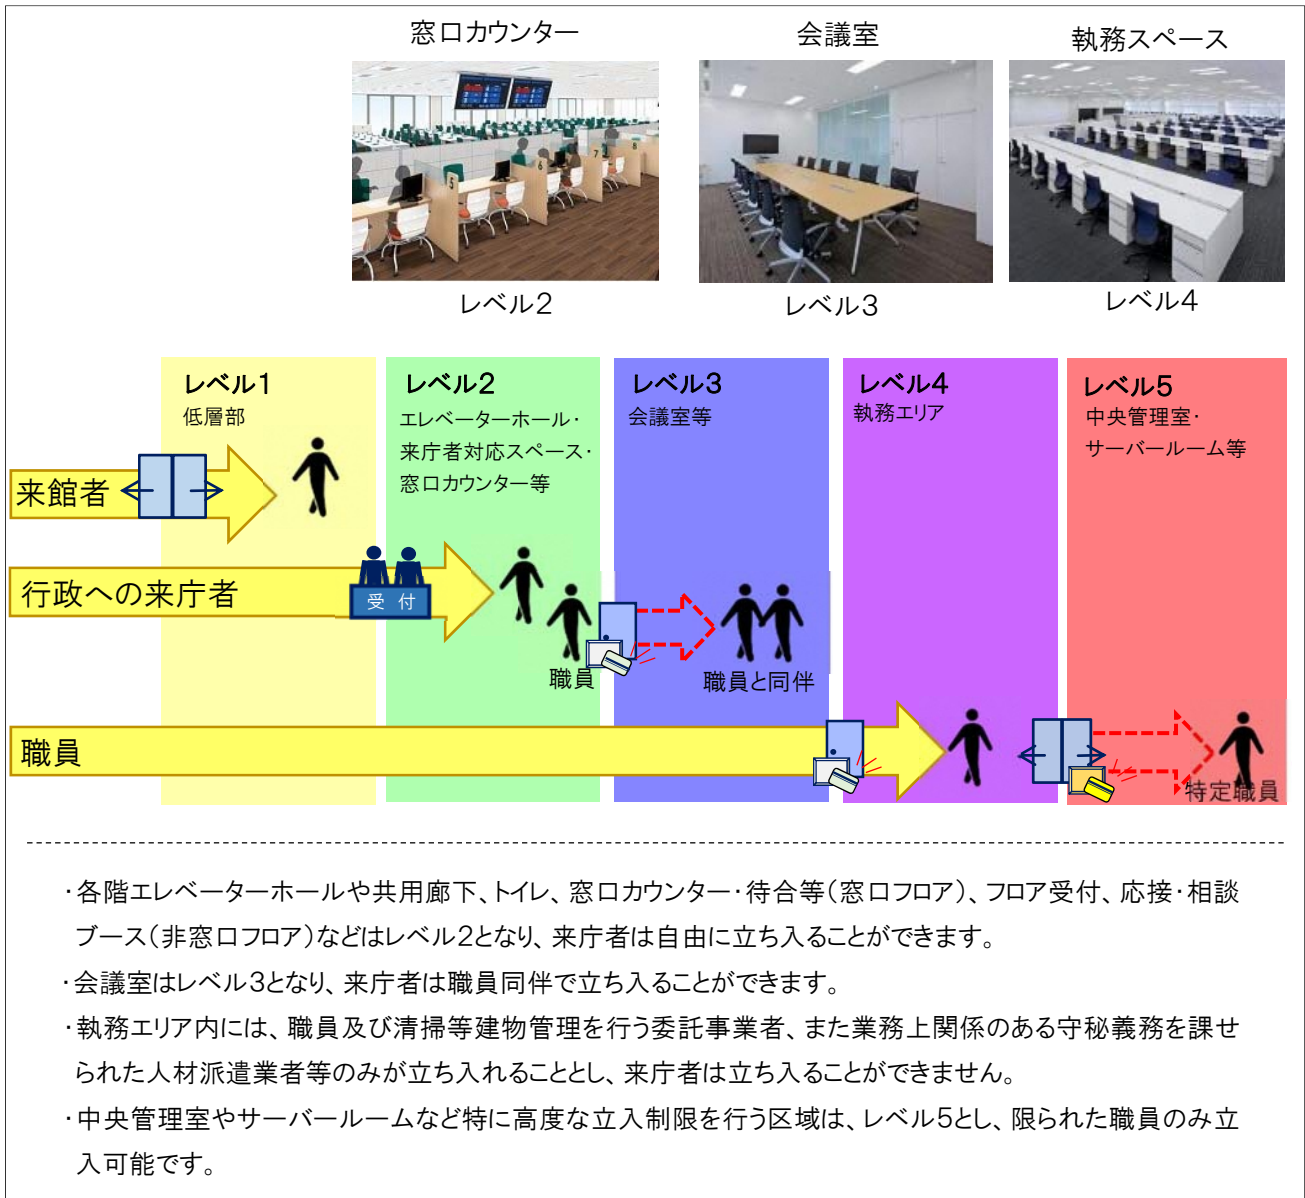 窓口カウンター
会議室
執務スペース
5
6
7
8
レベル2
レベル3
レベル4
レベル1
低層部
レベル2
エレベーターホール・
来庁者対応スペース・
窓口カウンター等
レベル3
会議室等
レベル4
執務エリア
レベル5
中央管理室・
サーバールーム等
来館者
行政への来庁者
受 付
職員
職員と同伴
職員
特定職員
・各階エレベーターホールや共用廊下、トイレ、窓口カウンター・待合等(窓口フロア)、フロア受付、応接・相談
ブース(非窓口フロア)などはレベル2となり、来庁者は自由に立ち入ることができます。
・会議室はレベル3となり、来庁者は職員同伴で立ち入ることができます。
・執務エリア内には、職員及び清掃等建物管理を行う委託事業者、また業務上関係のある守秘義務を課せ
られた人材派遣業者等のみが立ち入れることとし、来庁者は立ち入ることができません。
・中央管理室やサーバールームなど特に高度な立入制限を行う区域は、レベル5とし、限られた職員のみ立
入可能です。